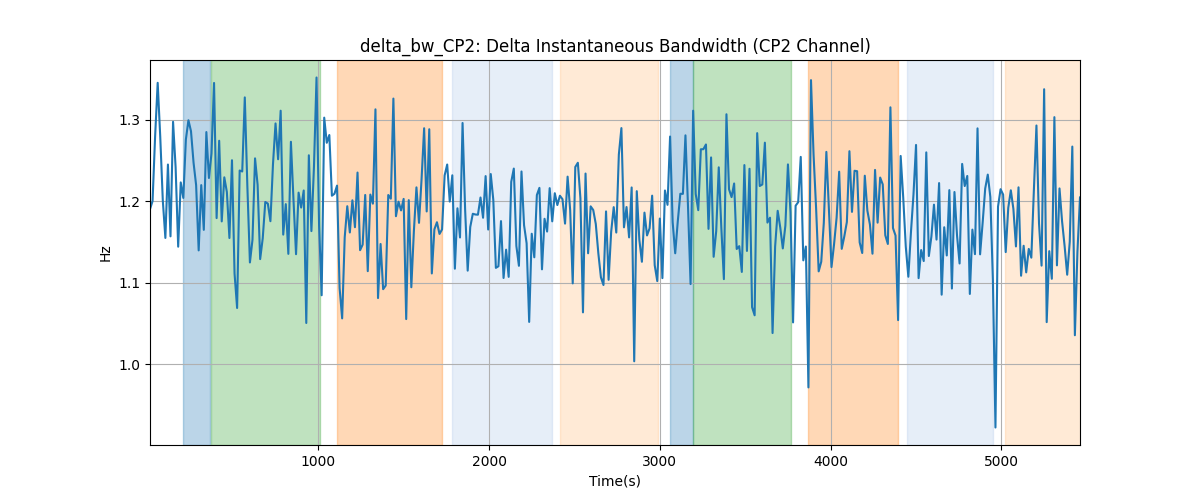 delta_bw_CP2: Delta Instantaneous Bandwidth (CP2 Channel)
Hz
1.3
1.2
1.1
1.0
1000 2000 3000 4000 5000
Time(s)